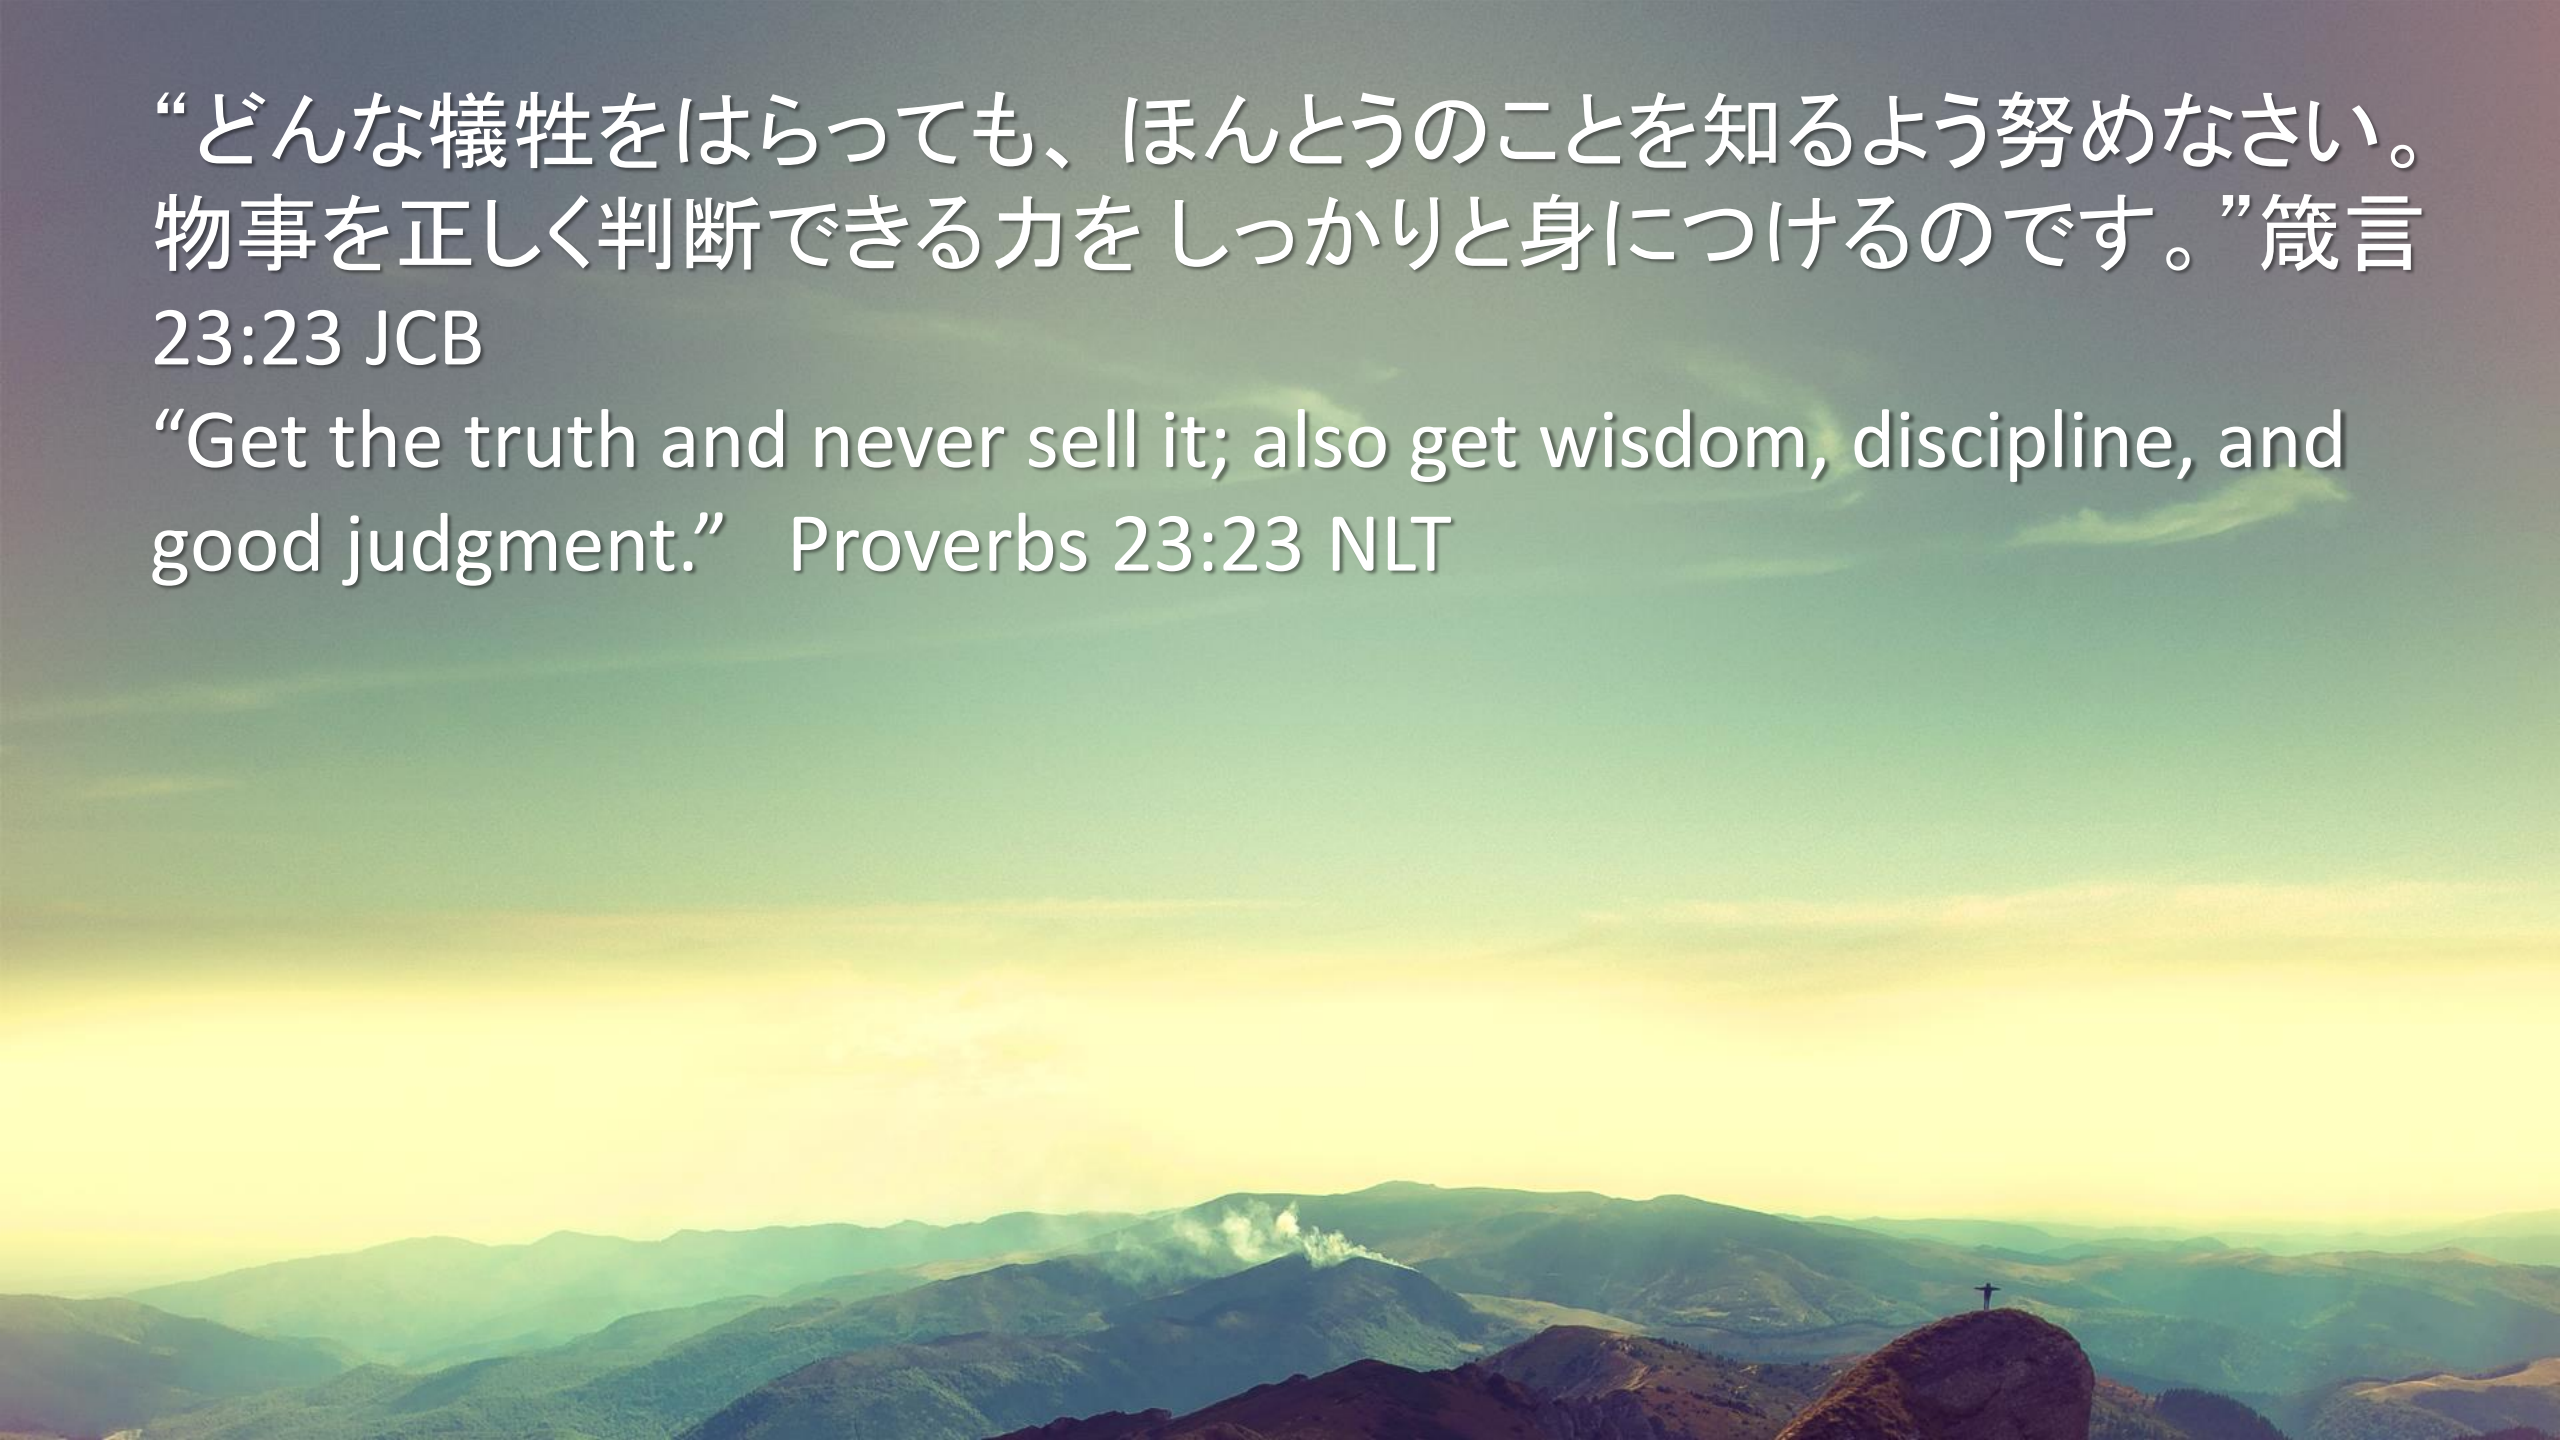 “どんな犠牲をはらっても、ほんとうのことを知るよう努めなさい。
物事を正しく判断できる力を しっかりと身につけるのです。”箴言
23:23 JCB
“Get the truth and never sell it; also get wisdom, discipline, and
good judgment.”   Proverbs 23:23 NLT